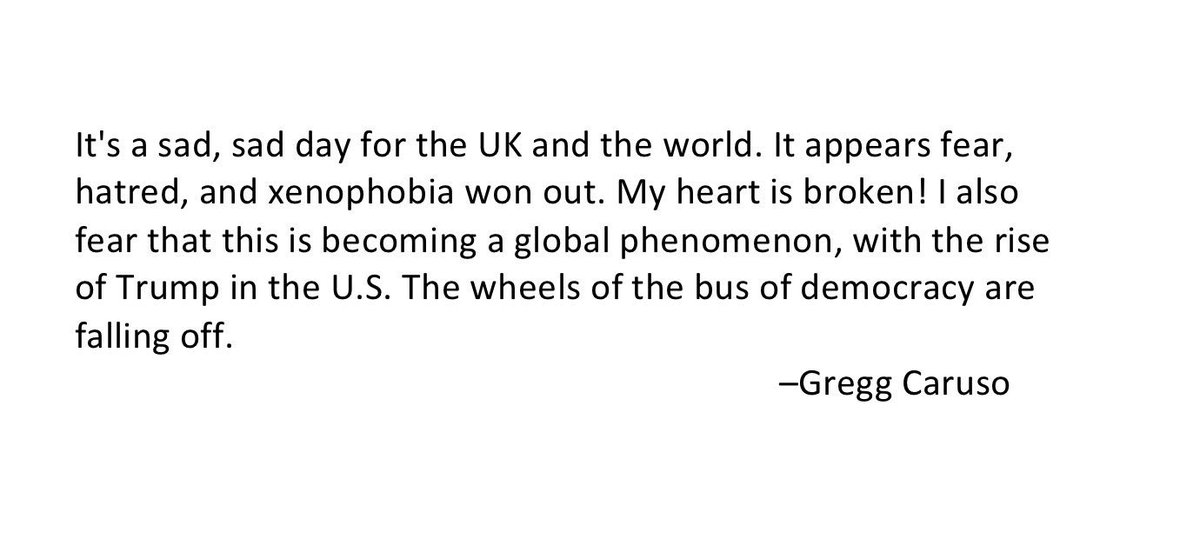 It's a sad, sad day for the UK and the world. It appears fear,
hatred, and xenophobia won out. My heart is broken! I also
fear that this is becoming a global phenomenon, with the rise
of Trump in the U.S. The wheels of the bus of democracy are
falling off.
–Gregg Caruso